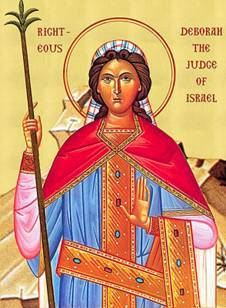 RIGHT-
EOUS
DEBORAH
THE
JUDGE
OF
ISRAEL